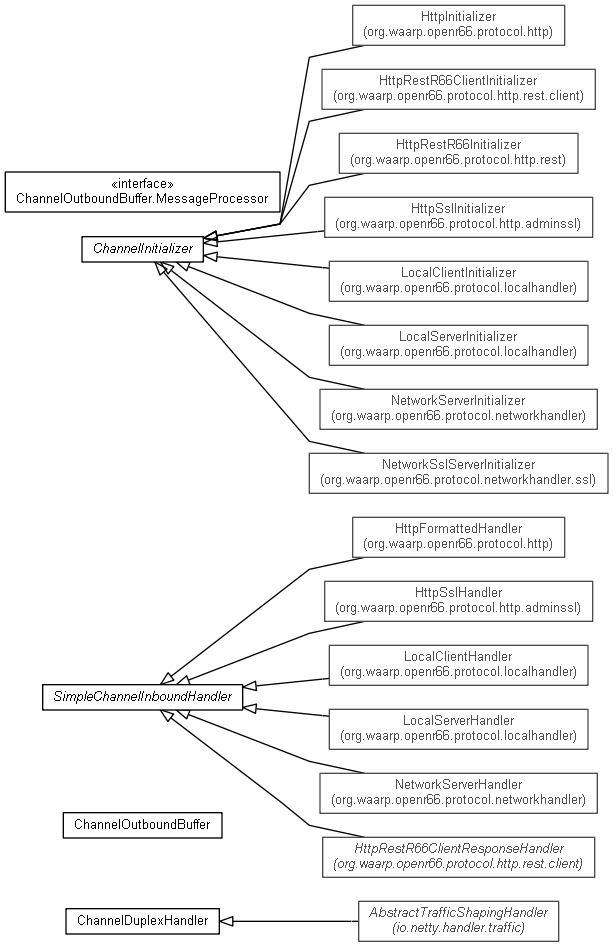 HttpInitializer
(org.waarp.openr66.protocol.http)
HttpRestR66ClientInitializer
(org.waarp.openr66.protocol.http.rest.client)
HttpRestR66Initializer
(org.waarp.openr66.protocol.http.rest)
«interface»
ChannelOutboundBuffer.MessageProcessor
HttpSslInitializer
(org.waarp.openr66.protocol.http.adminssl)
ChannelInitializer
LocalClientInitializer
(org.waarp.openr66.protocol.localhandler)
LocalServerInitializer
(org.waarp.openr66.protocol.localhandler)
NetworkServerInitializer
(org.waarp.openr66.protocol.networkhandler)
NetworkSslServerInitializer
(org.waarp.openr66.protocol.networkhandler.ssl)
HttpFormattedHandler
(org.waarp.openr66.protocol.http)
HttpSslHandler
(org.waarp.openr66.protocol.http.adminssl)
LocalClientHandler
(org.waarp.openr66.protocol.localhandler)
SimpleChannelInboundHandler
LocalServerHandler
(org.waarp.openr66.protocol.localhandler)
NetworkServerHandler
(org.waarp.openr66.protocol.networkhandler)
ChannelOutboundBuffer
HttpRestR66ClientResponseHandler
(org.waarp.openr66.protocol.http.rest.client)
ChannelDuplexHandler
AbstractTrafficShapingHandler
(io.netty.handler.traffic)